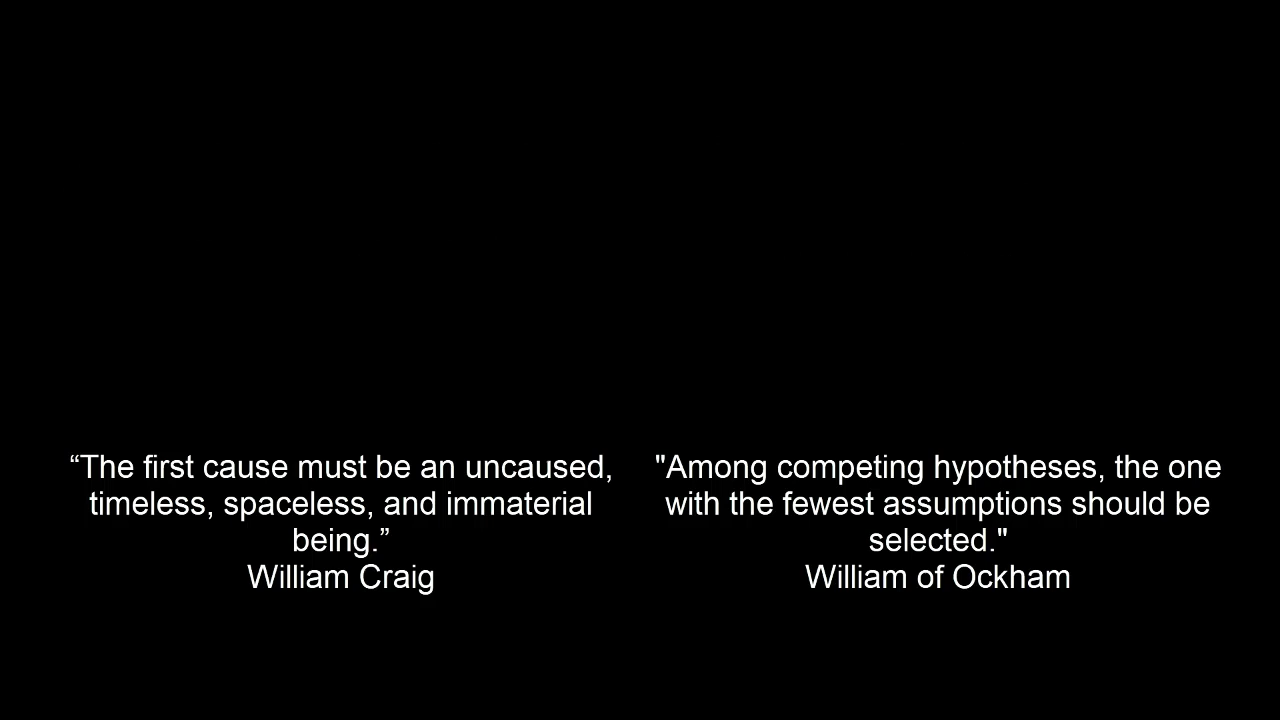 “The first cause must be an uncaused,
timeless, spaceless, and immaterial
being.”
William Craig
"Among competing hypotheses, the one
with the fewest assumptions should be
selected."
William of Ockham